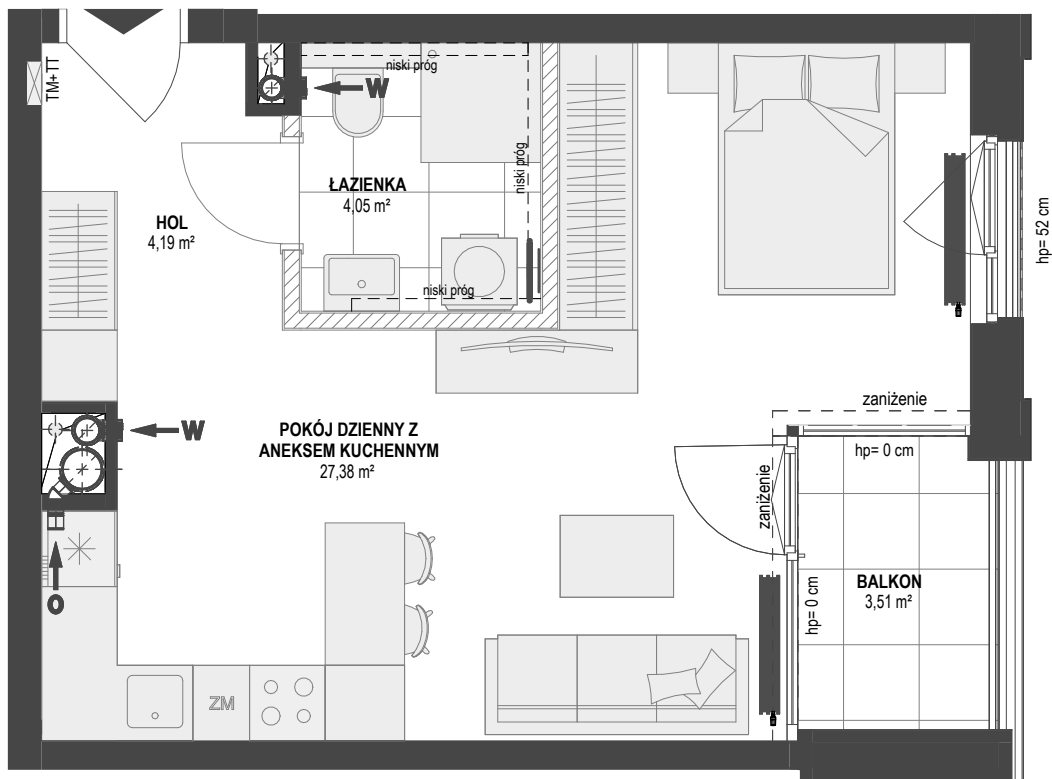 TM+ TT
niski próg
W
niski próg
ŁAZIENKA
4,05 m²
HOL
4,19 m²
niski próg
hp= 52 cm
W
POKÓJ DZIENNY Z
ANEKSEM KUCHENNYM
27,38 m²
zaniżenie
hp= 0 cm
zaniżenie
BALKON
3,51 m²
hp= 0 cm
O
ZM